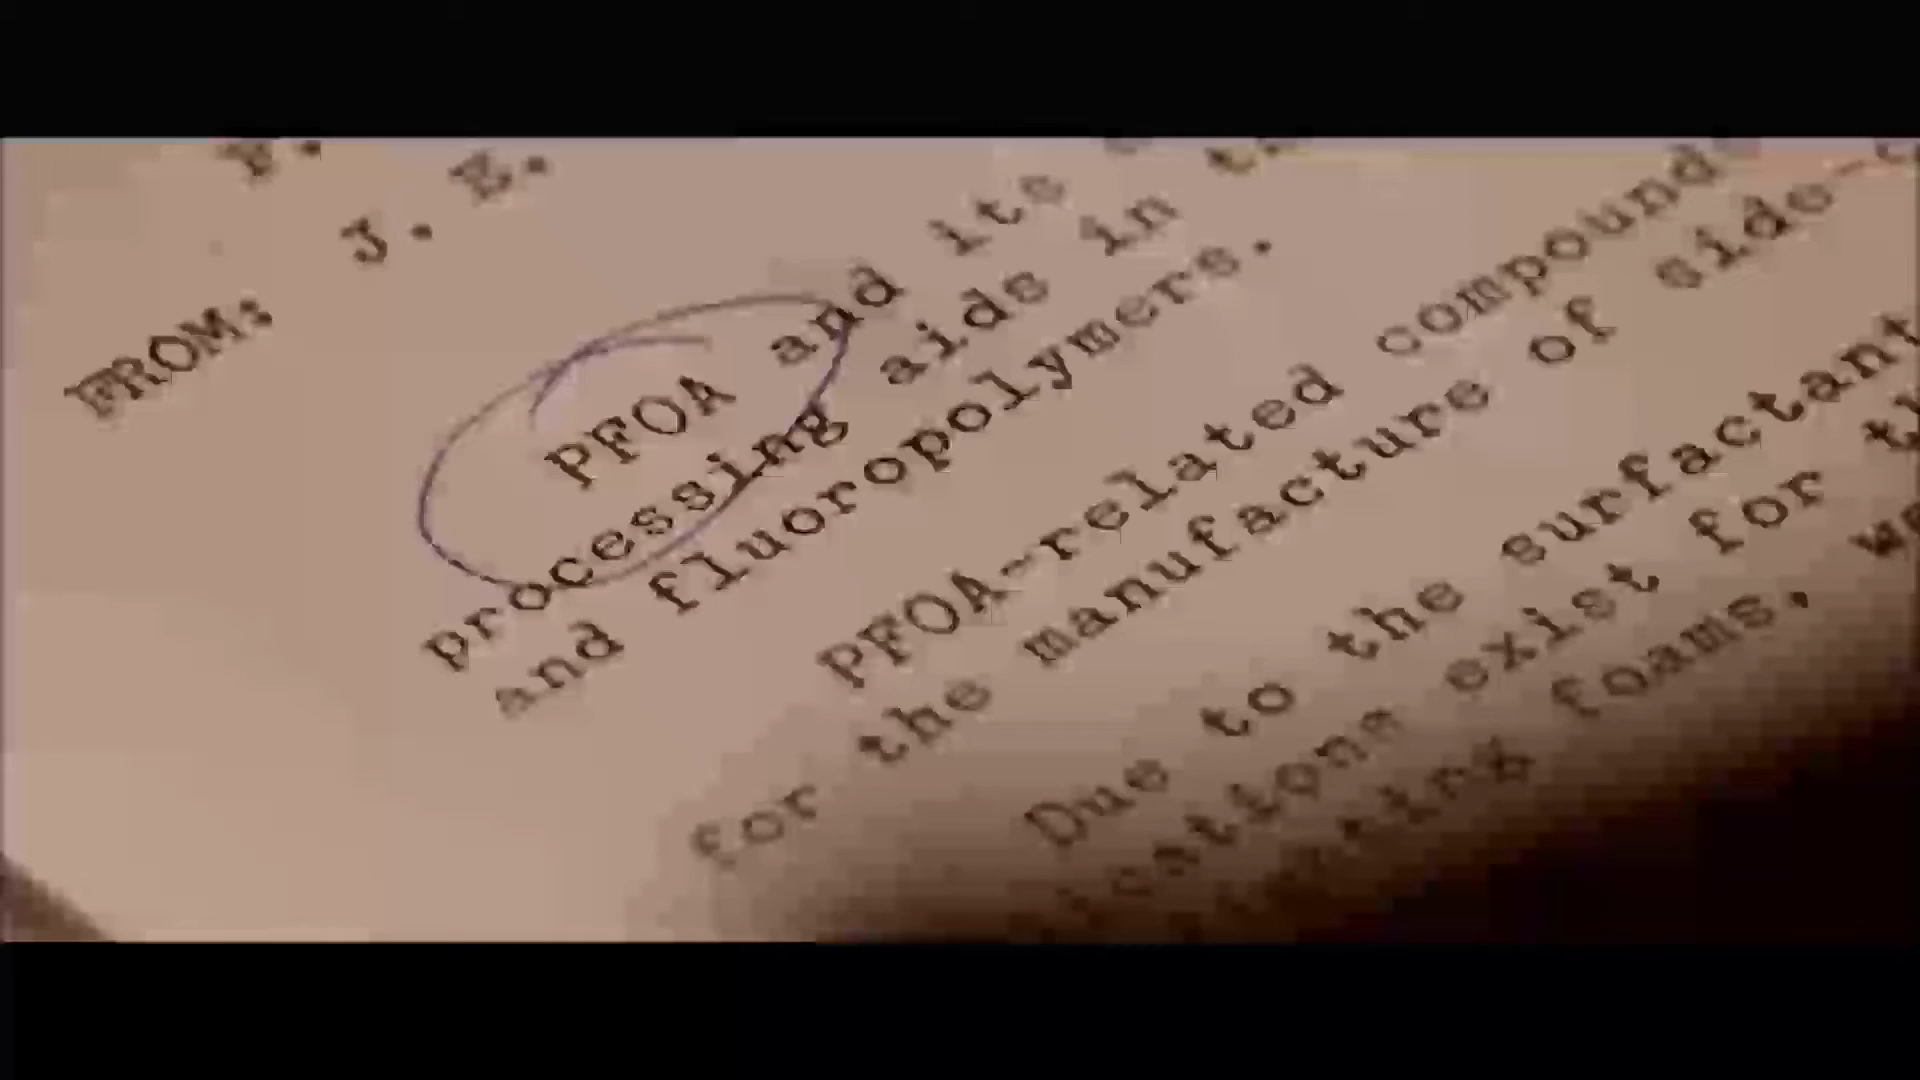 F.
FROM: J. E.
PFOA and its
processing aids in
and fluoropolymers.
PFOA-related compound
for the manufacture of side
Due to the surfactant
exist for
foams,